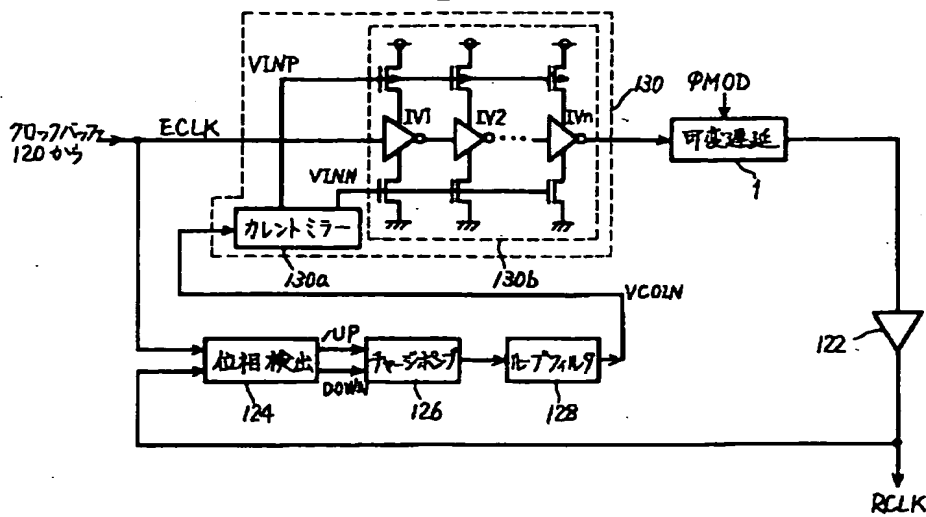 VINP
130
φMOD
クロックバッファ
120から
ECLK
IV1
IV2
IVn
可変遅延
1
VINN
カレントミラー
130a
130b
VCOIN
122
位相検出
124
UP
DOWN
チャージポンプ
126
ループフィルタ
128
RCLK